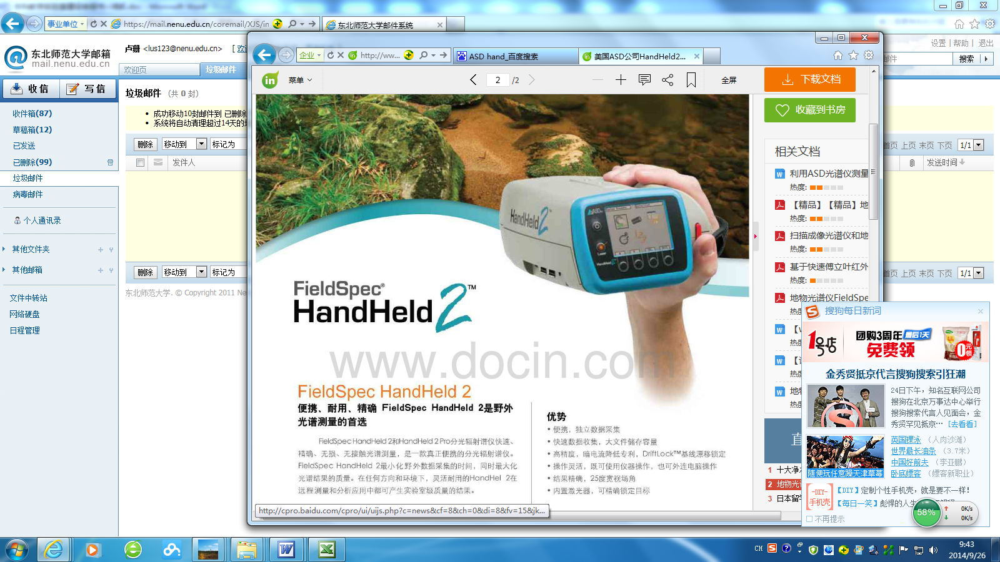 事业单位
https://mail.nenu.edu.cn/coremail/XJS/in
东北师范大学邮件系统
东北师范大学邮箱
mail.nenu.edu.cn
卢珊 <lus123@nenu.edu.cn>
设置 | 帮助 | 退出
欢迎页
垃圾邮件
搜索
收信
写信
收件箱(87)
草稿箱(12)
已发送
已删除(99)
垃圾邮件
病毒邮件
个人通讯录
其他文件夹
其他邮箱
文件中转站
网络硬盘
日程管理
垃圾邮件 (共 0 封)
• 成功移动10封邮件到 已删除
• 系统将自动清理超过14天的
删除
移动到
标记为
发件人
首页 上页 末页 下页 1/1
发送时间
删除
移动到
标记为
首页 上页 末页 下页 1/1
东北师范大学. © Copyright 2011 Ne
企业
http://ww...
ASD hand_百度搜索
美国ASD公司HandHeld2...
in
菜单
2 /2
全屏
下载文档
收藏到书房
相关文档
利用ASD光谱仪测量
热度:
【精品】【精品】地
热度:
扫描成像光谱仪和地
热度:
基于快速傅立叶红外
热度:
地物光谱仪FieldSpe
HandHeld 2
FieldSpec®
HandHeld 2™
www.docin.com
FieldSpec HandHeld 2
便携、耐用、精确 FieldSpec HandHeld 2是野外
光谱测量的首选
FieldSpec HandHeld 2和HandHeld 2 Pro分光辐射谱仪快速、
精确、无损、无接触光谱测量，是一款真正便携的分光辐射谱仪。
FieldSpec HandHeld 2最小化野外数据采集的时间，同时最大化
光谱结果的质量。在任何方向和环境下，灵活耐用的HandHel 2在
远程测量和分析应用中都可产生实验室级质量的结果。
优势
• 便携，独立数据采集
• 快速数据收集，大文件储存容量
• 高精度，暗电流降低专利，DriftLock™基线漂移锁定
• 操作灵活，既可使用仪器操作，也可外连电脑操作
• 结果精确，25度宽视场角
• 内置激光器，可精确锁定目标
1 十大净
2 地物光
3 日本留
http://cpro.baidu.com/cpro/ui/uijs.php?c=news&cf=8&ch=0&di=8&fv=15&jk...
搜狗每日新词
1号店
团购3周年 最后1天
免费领
0元
金秀贤抵京代言搜狗搜索引狂潮
24日下午，知名互联网公司
搜狗在北京万事达中心举行
搜狗搜索代言人见面会，金
秀贤罕见抵京… [去看看]
随便玩任意躁天津草莓
英国裸泳 (人肉沙滩)
世界最长油条 (3.7米)
中国好前夫 (李亚鹏)
卧底嫖客 (嫖客新职业)
-DIY-
手机壳
【DIY】定制个性手机壳，就是要不一样!
【每日一笑】彪悍的人生
不再提示
58%
0K/s
0K/s
CH
9:43
2014/9/26